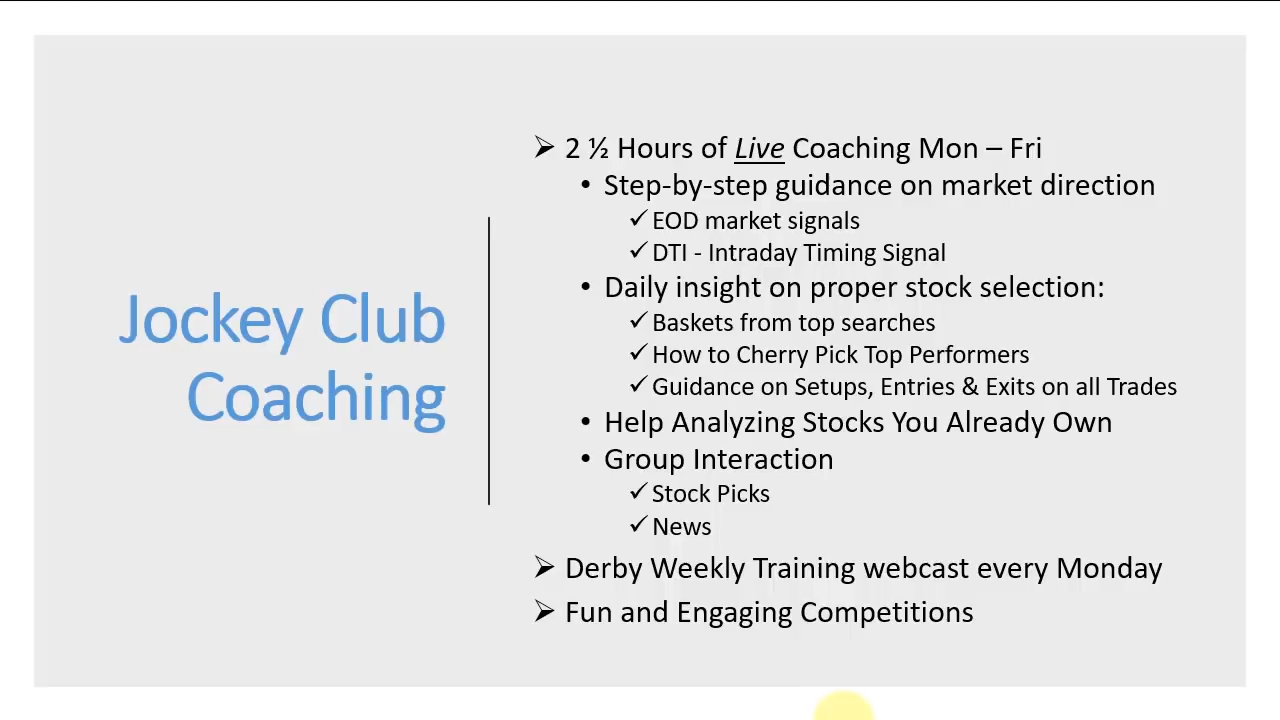 Jockey Club
Coaching
➢ 2 ½ Hours of Live Coaching Mon – Fri
• Step-by-step guidance on market direction
✓ EOD market signals
✓ DTI - Intraday Timing Signal
• Daily insight on proper stock selection:
✓ Baskets from top searches
✓ How to Cherry Pick Top Performers
✓ Guidance on Setups, Entries & Exits on all Trades
• Help Analyzing Stocks You Already Own
• Group Interaction
✓ Stock Picks
✓ News
➢ Derby Weekly Training webcast every Monday
➢ Fun and Engaging Competitions